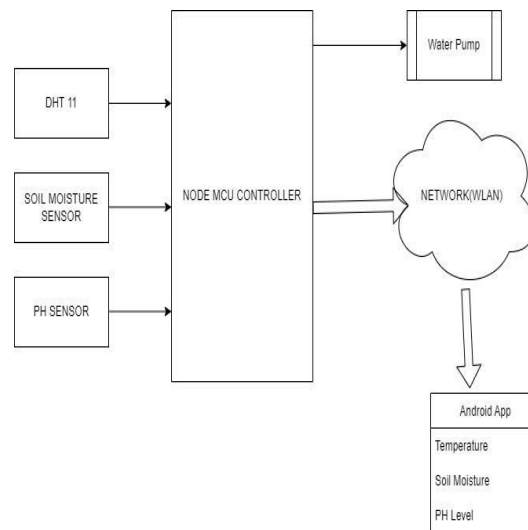 Water Pump
DHT 11
SOIL MOISTURE
SENSOR
NODE MCU CONTROLLER
NETWORK(WLAN)
PH SENSOR
Android App
Temperature
Soil Moisture
PH Level